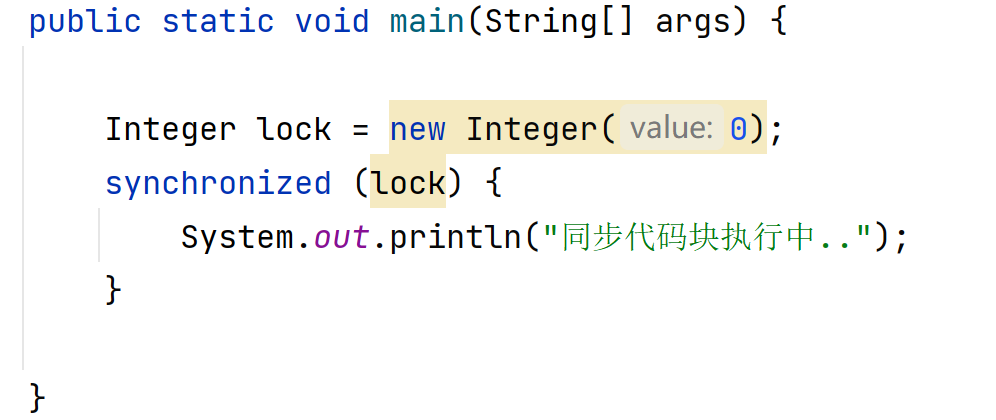 public static void main(String[] args) {
Integer lock = new Integer( value: 0);
synchronized (lock) {
System.out.println("同步代码块执行中..");
}
}